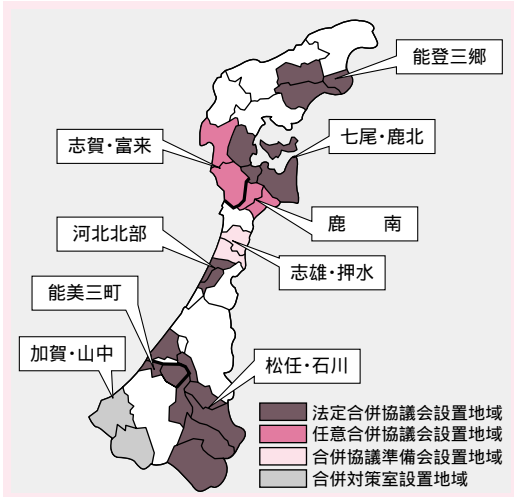 能登三郷
七尾・鹿北
志賀・富来
鹿　南
河北北部
志雄・押水
能美三町
加賀・山中
松任・石川
法定合併協議会設置地域
任意合併協議会設置地域
合併協議準備会設置地域
合併対策室設置地域